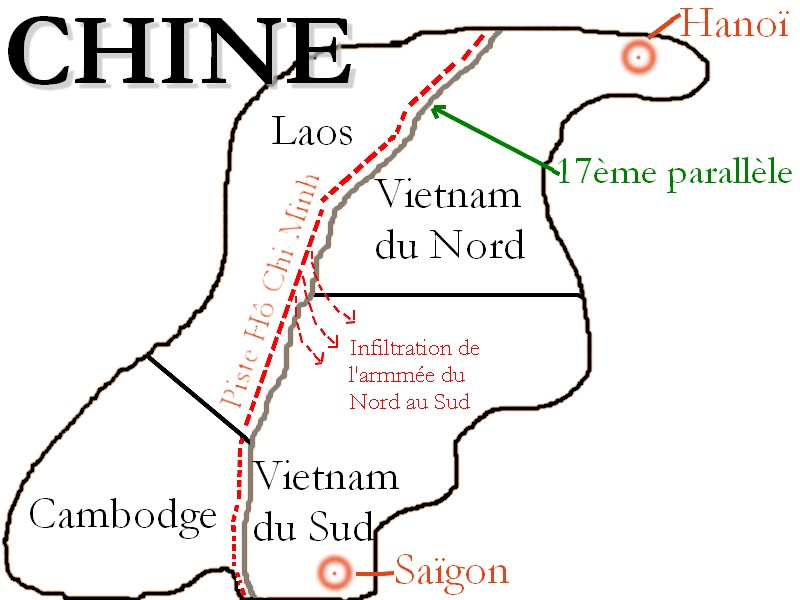 CHINE
Hanoï
Laos
17ème parallèle
Vietnam
du Nord
Piste Hô Chi Minh
Infiltration de
l'armmée du
Nord au Sud
Vietnam
du Sud
Cambodge
Saïgon